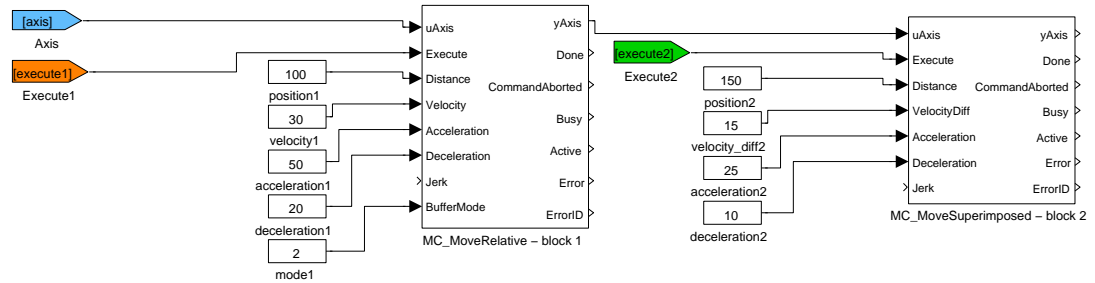 [axis]
Axis
[execute1]
Execute1
100
position1
30
velocity1
50
acceleration1
20
deceleration1
2
mode1
uAxis
Execute
Distance
Velocity
Acceleration
Deceleration
Jerk
BufferMode
yAxis
Done
CommandAborted
Busy
Active
Error
ErrorID
MC_MoveRelative – block 1
[execute2]
Execute2
150
position2
15
velocity_diff2
25
acceleration2
10
deceleration2
uAxis
Execute
Distance
VelocityDiff
Acceleration
Deceleration
Jerk
yAxis
Done
CommandAborted
Busy
Active
Error
ErrorID
MC_MoveSuperimposed – block 2